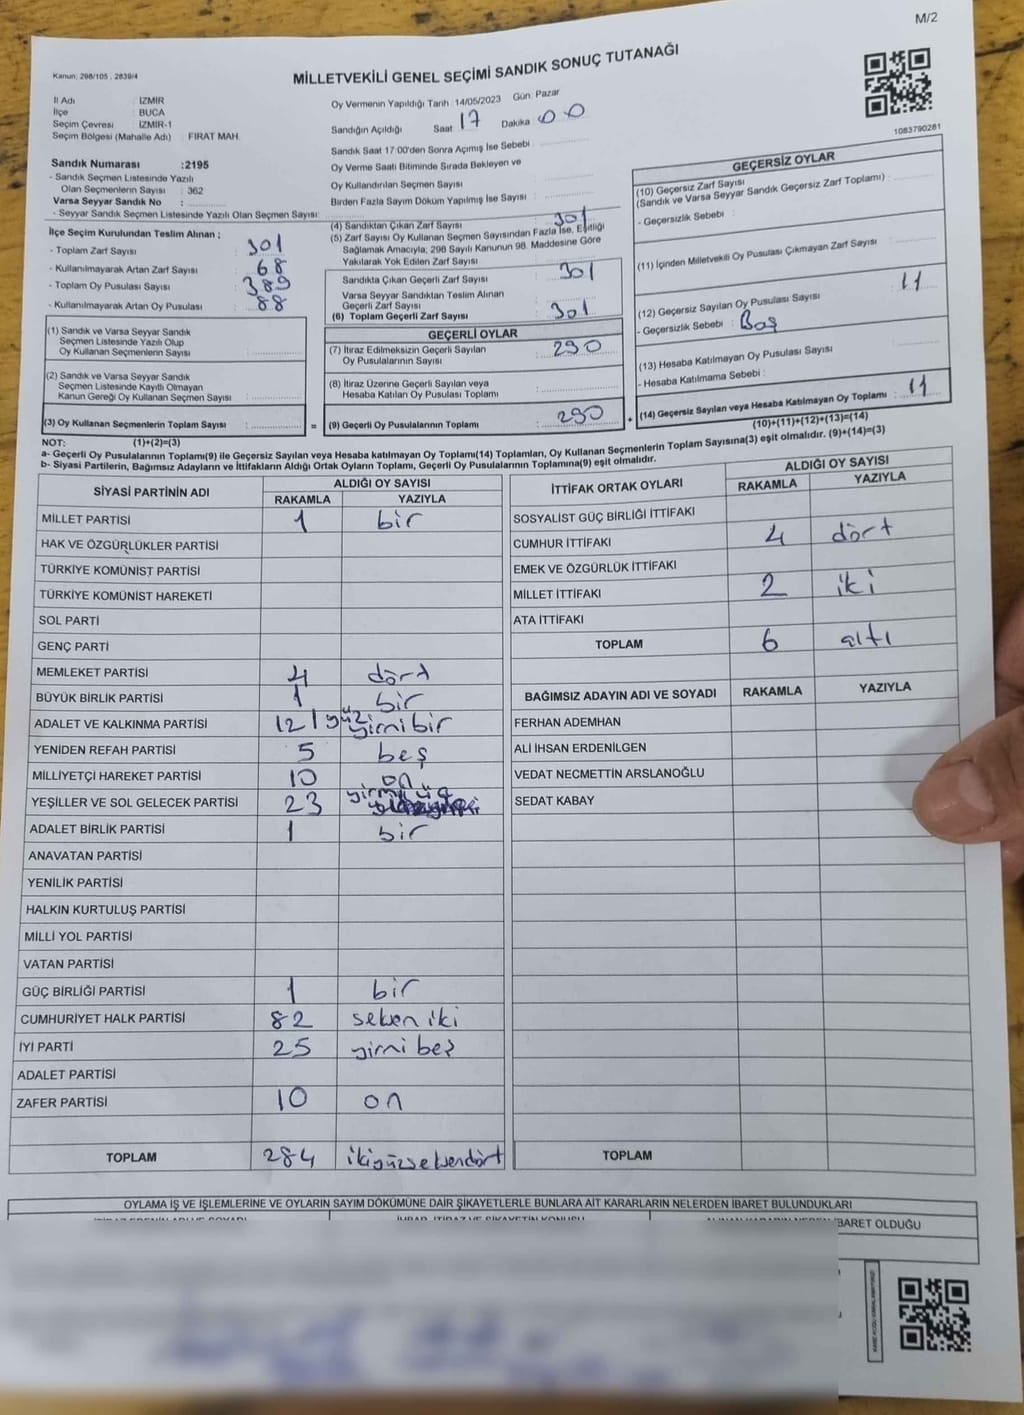 M/2
Kanun: 298/105 , 2839/4
MİLLETVEKİLİ GENEL SEÇİMİ SANDIK SONUÇ TUTANAĞI
1083790281
İl Adı : İZMİR
İlçe : BUCA
Seçim Çevresi : İZMİR-1
Seçim Bölgesi (Mahalle Adı) : FIRAT MAH.
Sandık Numarası :2195
- Sandık Seçmen Listesinde Yazılı
Olan Seçmenlerin Sayısı : 362
Varsa Seyyar Sandık No :
- Seyyar Sandık Seçmen Listesinde Yazılı Olan Seçmen Sayısı:
İlçe Seçim Kurulundan Teslim Alınan ;
- Toplam Zarf Sayısı : 301
- Kullanılmayarak Artan Zarf Sayısı : 68
- Toplam Oy Pusulası Sayısı : 389
- Kullanılmayarak Artan Oy Pusulası : 88
(1) Sandık ve Varsa Seyyar Sandık
Seçmen Listesinde Yazılı Olup
Oy Kullanan Seçmenlerin Sayısı :
(2) Sandık ve Varsa Seyyar Sandık
Seçmen Listesinde Kayıtlı Olmayan
Kanun Gereği Oy Kullanan Seçmen Sayısı :
(3) Oy Kullanan Seçmenlerin Toplam Sayısı :
(1)+(2)=(3)
Oy Vermenin Yapıldığı Tarih :14/05/2023 Gün: Pazar
Sandığın Açıldığı Saat : 17 Dakika : 00
Sandık Saat 17:00'den Sonra Açımış İse Sebebi :
Oy Verme Saati Bitiminde Sırada Bekleyen ve
Oy Kullandırılan Seçmen Sayısı :
Birden Fazla Sayım Döküm Yapılmış İse Sayısı :
(4) Sandıktan Çıkan Zarf Sayısı : 301
(5) Zarf Sayısı Oy Kullanan Seçmen Sayısından Fazla İse, Eşitliği
Sağlamak Amacıyla, 298 Sayılı Kanunun 98. Maddesine Göre
Yakılarak Yok Edilen Zarf Sayısı :
Sandıkta Çıkan Geçerli Zarf Sayısı : 301
Varsa Seyyar Sandıktan Teslim Alınan
Geçerli Zarf Sayısı :
(6) Toplam Geçerli Zarf Sayısı : 301
GEÇERLİ OYLAR
(7) İtiraz Edilmeksizin Geçerli Sayılan
Oy Pusulalarının Sayısı : 290
(8) İtiraz Üzerine Geçerli Sayılan veya
Hesaba Katılan Oy Pusulası Toplamı :
= (9) Geçerli Oy Pusulalarının Toplamı : 290 +
GEÇERSİZ OYLAR
(10) Geçersiz Zarf Sayısı
(Sandık ve Varsa Seyyar Sandık Geçersiz Zarf Toplamı) :
- Geçersizlik Sebebi :
(11) İçinden Milletvekili Oy Pusulası Çıkmayan Zarf Sayısı :
(12) Geçersiz Sayılan Oy Pusulası Sayısı : 11
- Geçersizlik Sebebi : Boş
(13) Hesaba Katılmayan Oy Pusulası Sayısı :
- Hesaba Katılmama Sebebi :
(14) Geçersiz Sayılan veya Hesaba Katılmayan Oy Toplamı : 11
(10)+(11)+(12)+(13)=(14)
NOT:
a- Geçerli Oy Pusulalarının Toplamı(9) ile Geçersiz Sayılan veya Hesaba katılmayan Oy Toplamı(14) Toplamları, Oy Kullanan Seçmenlerin Toplam Sayısına(3) eşit olmalıdır. (9)+(14)=(3)
b- Siyasi Partilerin, Bağımsız Adayların ve İttifakların Aldığı Ortak Oyların Toplamı, Geçerli Oy Pusulalarının Toplamına(9) eşit olmalıdır.
SİYASİ PARTİNİN ADI ALDIĞI OY SAYISI
RAKAMLA YAZIYLA
MİLLET PARTİSİ 1 bir
HAK VE ÖZGÜRLÜKLER PARTİSİ
TÜRKİYE KOMÜNİST PARTİSİ
TÜRKİYE KOMÜNİST HAREKETİ
SOL PARTİ
GENÇ PARTİ
MEMLEKET PARTİSİ 4 dört
BÜYÜK BİRLİK PARTİSİ 1 bir
ADALET VE KALKINMA PARTİSİ 121 yüz yirmi bir
YENİDEN REFAH PARTİSİ 5 beş
MİLLİYETÇİ HAREKET PARTİSİ 10 on
YEŞİLLER VE SOL GELECEK PARTİSİ 23 yirmi üç
ADALET BİRLİK PARTİSİ 1 bir
ANAVATAN PARTİSİ
YENİLİK PARTİSİ
HALKIN KURTULUŞ PARTİSİ
MİLLİ YOL PARTİSİ
VATAN PARTİSİ
GÜÇ BİRLİĞİ PARTİSİ 1 bir
CUMHURİYET HALK PARTİSİ 82 seksen iki
İYİ PARTİ 25 yirmi beş
ADALET PARTİSİ
ZAFER PARTİSİ 10 on
TOPLAM 284 ikiyüzseksendört
İTTİFAK ORTAK OYLARI ALDIĞI OY SAYISI
RAKAMLA YAZIYLA
SOSYALİST GÜÇ BİRLİĞİ İTTİFAKI
CUMHUR İTTİFAKI 4 dört
EMEK VE ÖZGÜRLÜK İTTİFAKI
MİLLET İTTİFAKI 2 iki
ATA İTTİFAKI
TOPLAM 6 altı
BAĞIMSIZ ADAYIN ADI VE SOYADI RAKAMLA YAZIYLA
FERHAN ADEMHAN
ALİ İHSAN ERDENİLGEN
VEDAT NECMETTİN ARSLANOĞLU
SEDAT KABAY
TOPLAM
OYLAMA İŞ VE İŞLEMLERİNE VE OYLARIN SAYIM DÖKÜMÜNE DAİR ŞİKAYETLERLE BUNLARA AİT KARARLARIN NELERDEN İBARET BULUNDUKLARI
İBARET OLDUĞU